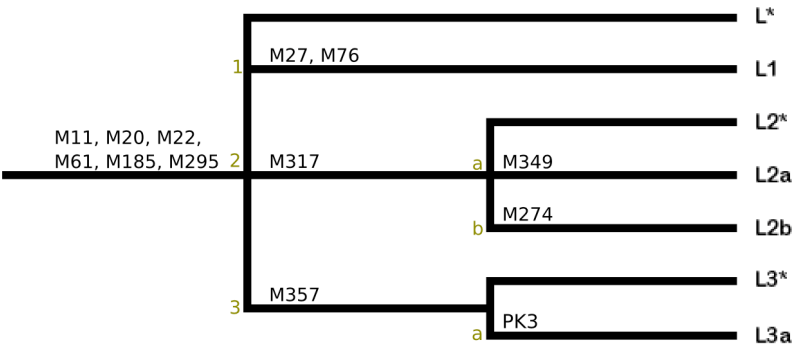 L*
M27, M76
1
L1
L2*
M11, M20, M22,
M61, M185, M295
2
M317
a
M349
L2a
M274
b
L2b
L3*
M357
3
PK3
a
L3a